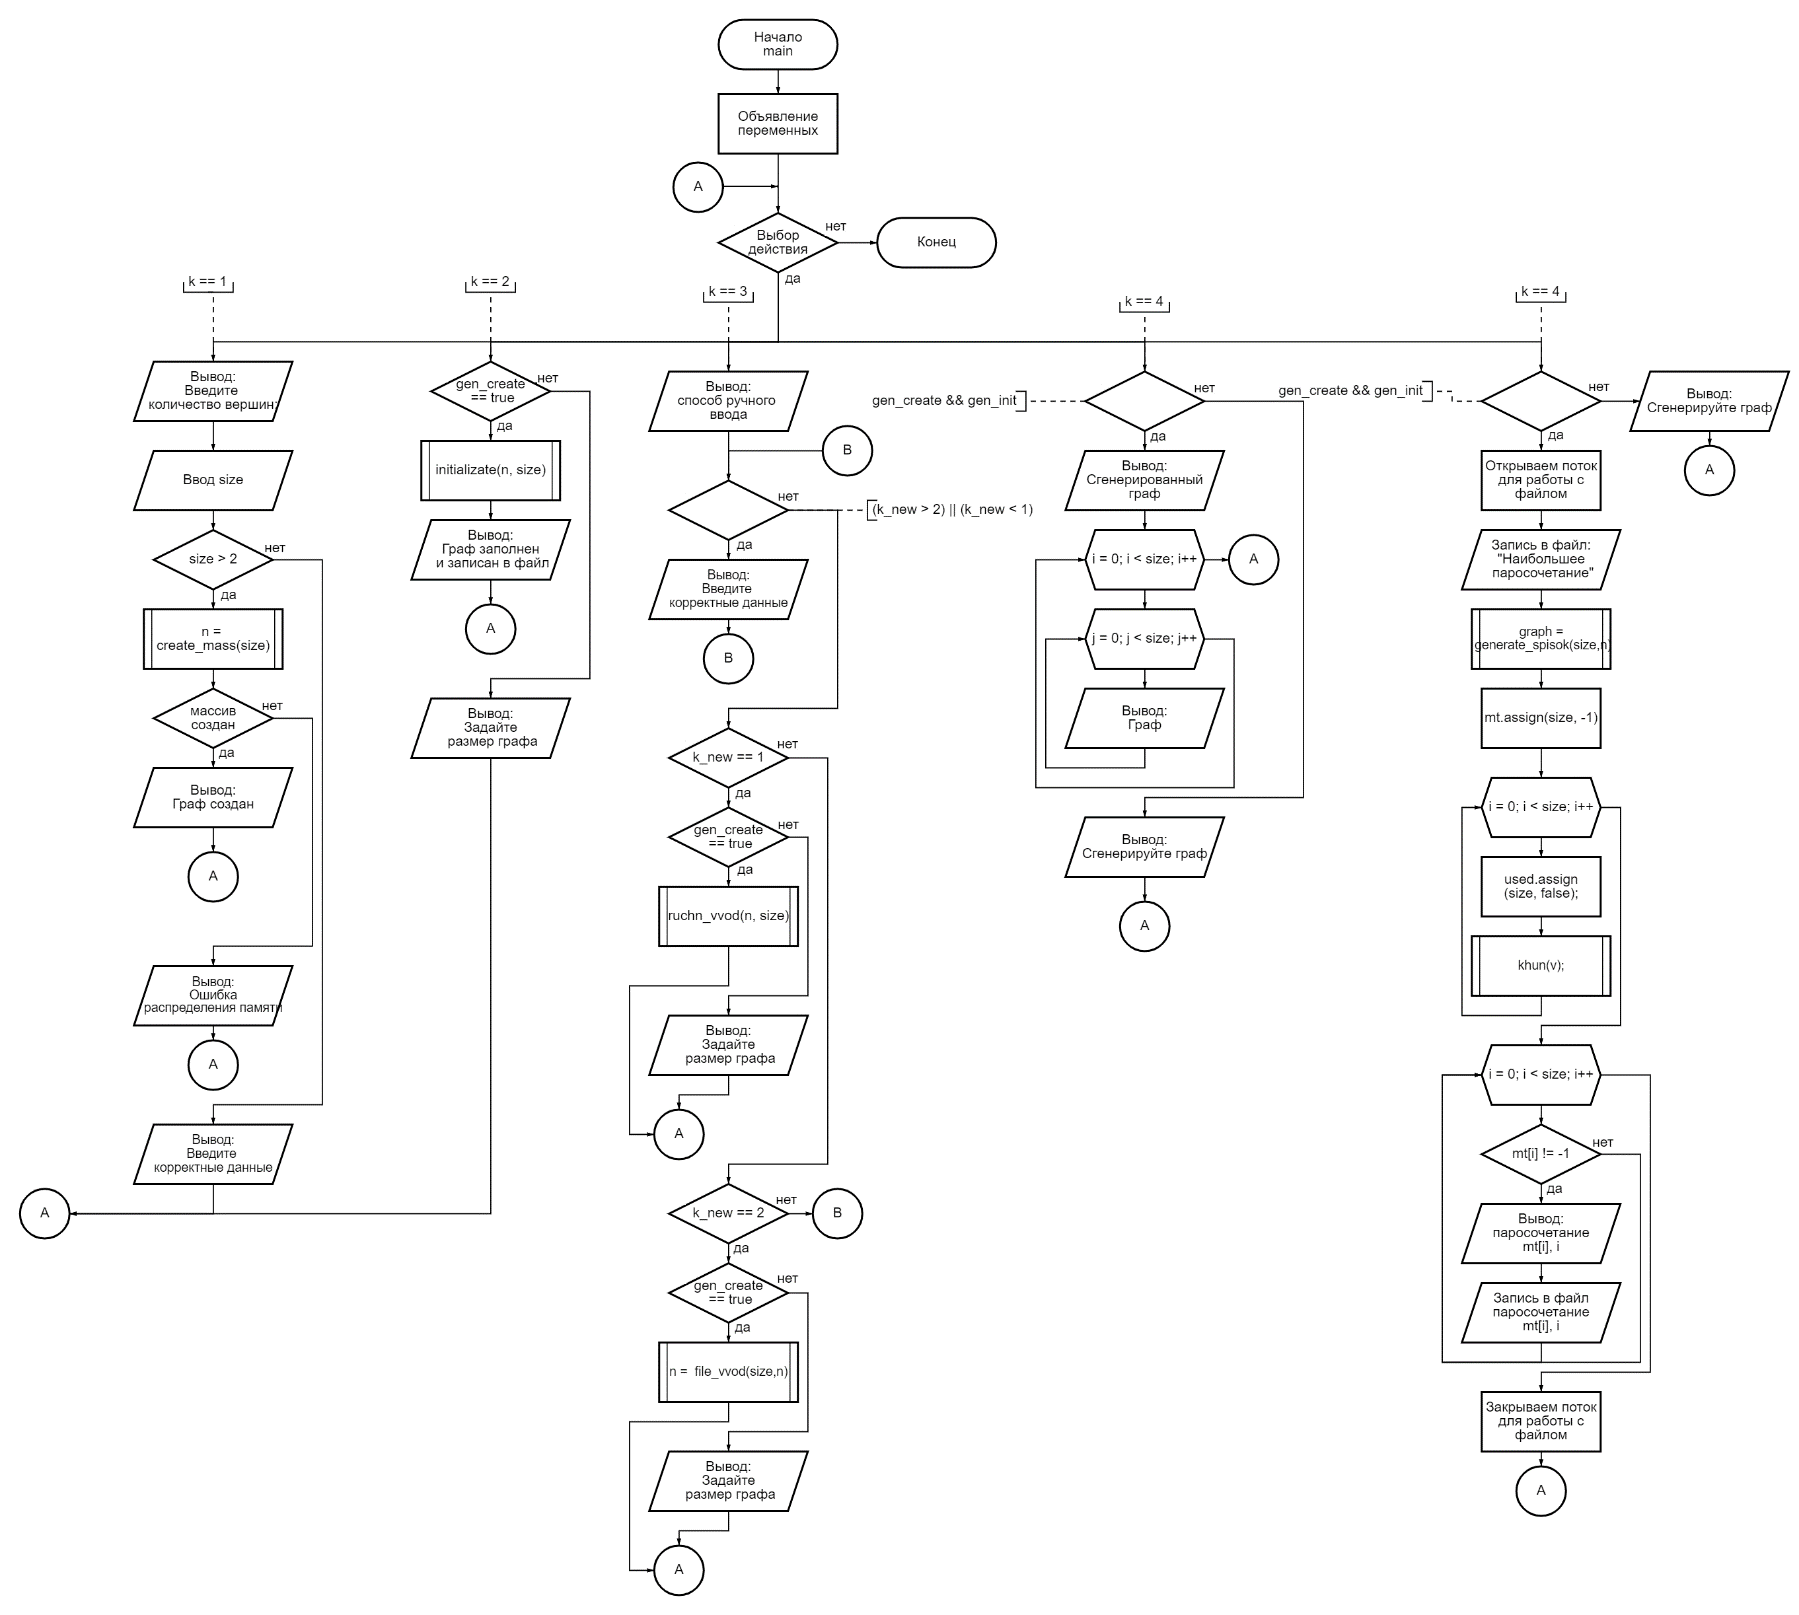 Начало
main
Объявление
переменных
A
Выбор
действия
нет
Конец
да
k == 1
Вывод:
Введите
количество вершин:
Ввод size
size > 2
нет
да
n =
create_mass(size)
массив
создан
нет
да
Вывод:
Граф создан
A
Вывод:
Ошибка
распределения памяти
A
Вывод:
Введите
корректные данные
A
k == 2
gen_create
== true
нет
да
initializate(n, size)
Вывод:
Граф заполнен
и записан в файл
A
Вывод:
Задайте
размер графа
k == 3
Вывод:
способ ручного
ввода
B
нет
(k_new > 2) || (k_new < 1)
да
Вывод:
Введите
корректные данные
B
k_new == 1
нет
да
gen_create
== true
нет
да
ruchn_vvod(n, size)
Вывод:
Задайте
размер графа
A
k_new == 2
нет
B
да
gen_create
== true
нет
да
n =  file_vvod(size,n)
Вывод:
Задайте
размер графа
A
k == 4
gen_create && gen_init
нет
да
Вывод:
Сгенерированный
граф
i = 0; i < size; i++
A
j = 0; j < size; j++
Вывод:
Граф
Вывод:
Сгенерируйте граф
A
k == 4
gen_create && gen_init
нет
Вывод:
Сгенерируйте граф
A
да
Открываем поток
для работы с
файлом
Запись в файл:
"Наибольшее
паросочетание"
graph =
generate_spisok(size,n)
mt.assign(size, -1)
i = 0; i < size; i++
used.assign
(size, false);
khun(v);
i = 0; i < size; i++
mt[i] != -1
нет
да
Вывод:
паросочетание
mt[i], i
Запись в файл
паросочетание
mt[i], i
Закрываем поток
для работы с
файлом
A